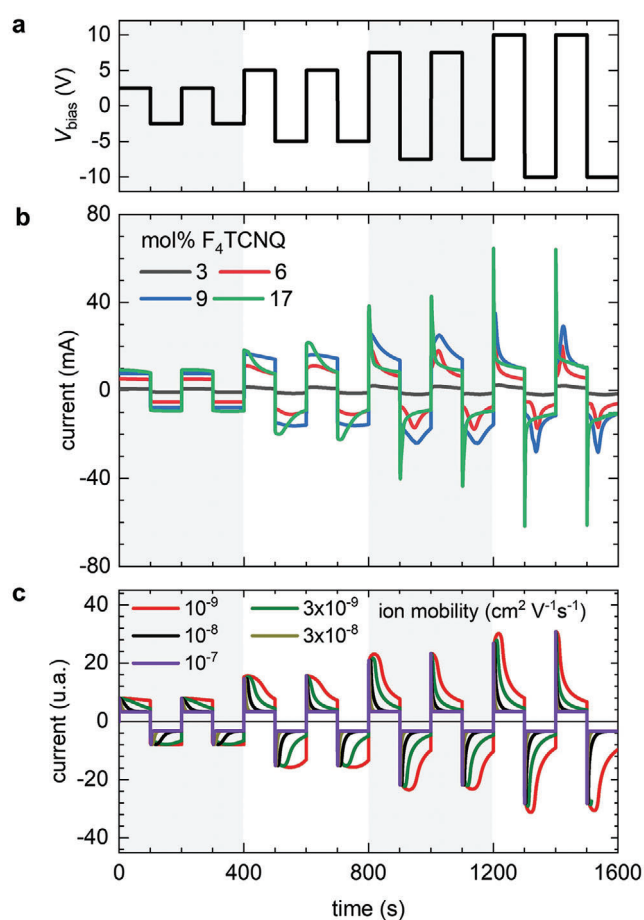 a
10
5
0
-5
-10
V_bias (V)
b
80
40
0
-40
-80
current (mA)
mol% F₄TCNQ
3 6
9 17
c
40
20
0
-20
-40
current (u.a.)
10⁻⁹ 3x10⁻⁹ ion mobility (cm² V⁻¹s⁻¹)
10⁻⁸ 3x10⁻⁸
10⁻⁷
0 400 800 1200 1600
time (s)